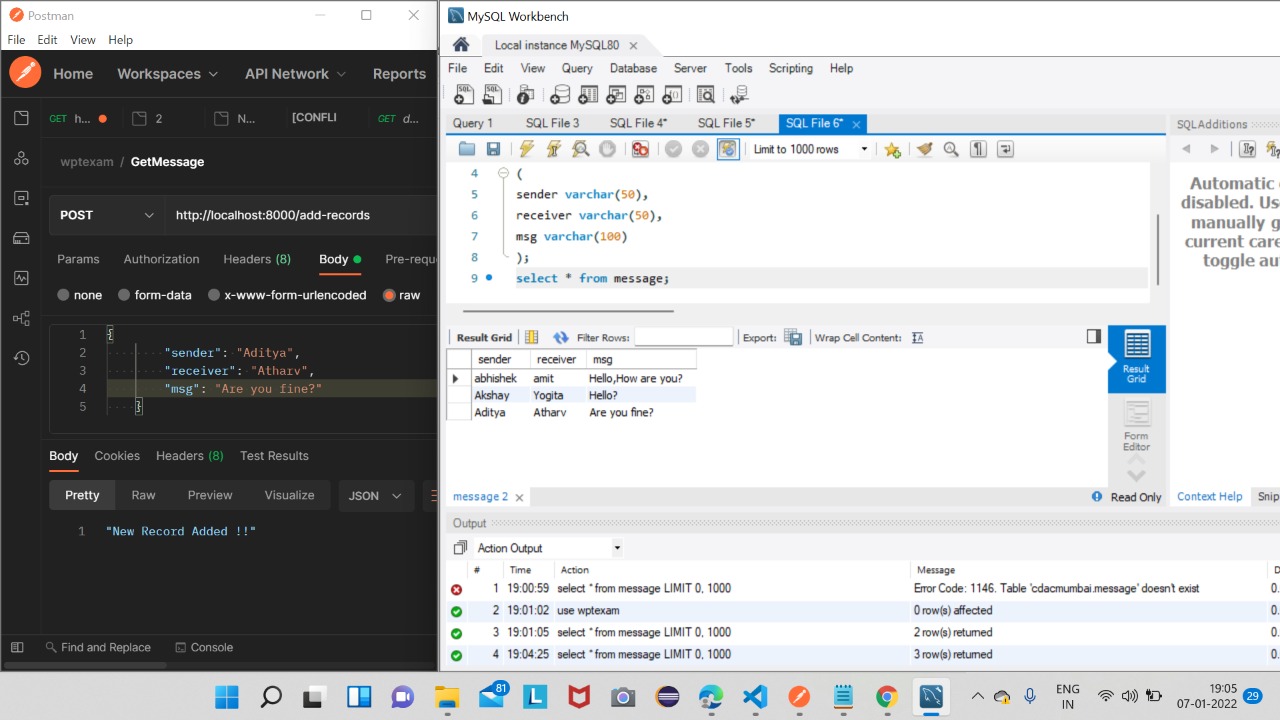 Postman
File Edit View Help
Home Workspaces API Network Reports
GET h... 2 N... [CONFLI GET d...
wptexam / GetMessage
POST http://localhost:8000/add-records
Params Authorization Headers (8) Body Pre-requ
none form-data x-www-form-urlencoded raw
1 {
2 "sender": "Aditya",
3 "receiver": "Atharv",
4 "msg": "Are you fine?"
5 }
Body Cookies Headers (8) Test Results
Pretty Raw Preview Visualize JSON
1 "New Record Added !!"
Find and Replace Console
MySQL Workbench
Local instance MySQL80
File Edit View Query Database Server Tools Scripting Help
Query 1 SQL File 3 SQL File 4* SQL File 5* SQL File 6*
Limit to 1000 rows
4 (
5 sender varchar(50),
6 receiver varchar(50),
7 msg varchar(100)
8 );
9 select * from message;
Result Grid Filter Rows: Export: Wrap Cell Content:
sender receiver msg
abhishek amit Hello,How are you?
Akshay Yogita Hello?
Aditya Atharv Are you fine?
Result
Grid
Form
Editor
message 2 Read Only
SQLAdditions
Automatic
disabled. Us
manually g
current care
toggle au
Context Help Snip
Output
Action Output
# Time Action Message D
1 19:00:59 select * from message LIMIT 0, 1000 Error Code: 1146. Table 'cdacmumbai.message' doesn't exist 0.
2 19:01:02 use wptexam 0 row(s) affected 0.
3 19:01:05 select * from message LIMIT 0, 1000 2 row(s) returned 0.
4 19:04:25 select * from message LIMIT 0, 1000 3 row(s) returned 0.
81
L
ENG
IN
19:05
07-01-2022
29